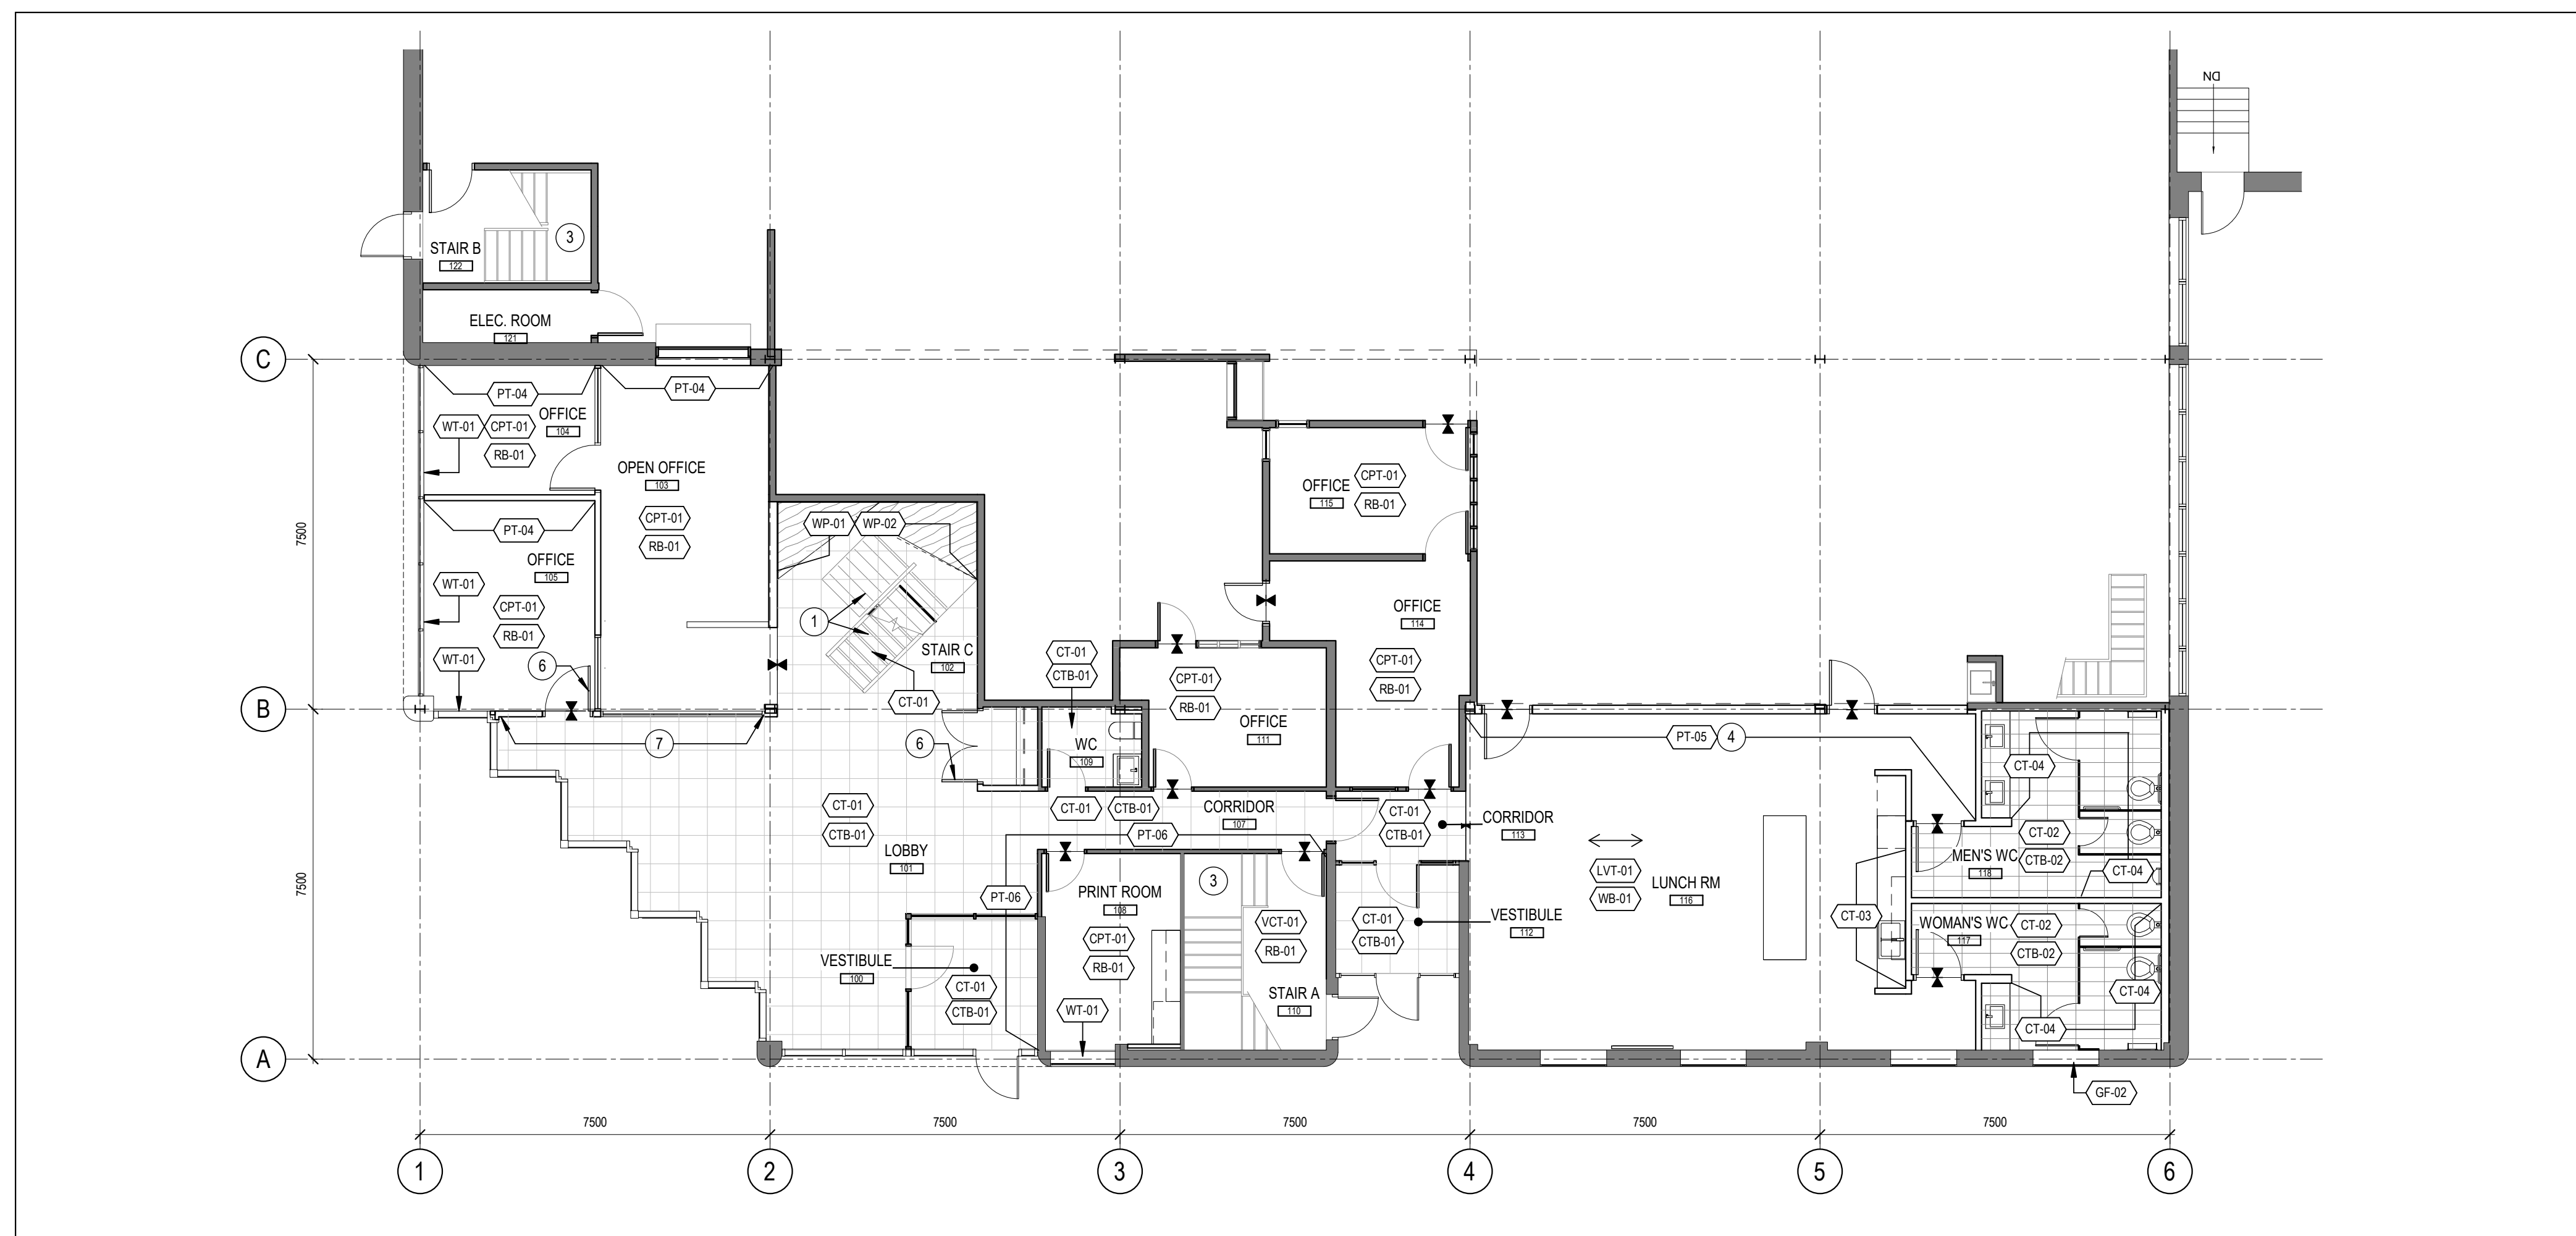 DN
STAIR B
122
3
ELEC. ROOM
121
C
PT-04
PT-04
OFFICE
104
WT-01
CPT-01
RB-01
OPEN OFFICE
103
CPT-01
RB-01
PT-04
OFFICE
105
WT-01
CPT-01
RB-01
WT-01
6
7500
WP-01
WP-02
1
STAIR C
102
CT-01
OFFICE
115
CPT-01
RB-01
OFFICE
114
CPT-01
RB-01
CT-01
CTB-01
CPT-01
RB-01
OFFICE
111
B
7
6
WC
109
PT-05
4
CT-04
CT-01
CTB-01
CT-01
CTB-01
CORRIDOR
107
PT-06
CT-01
CTB-01
CORRIDOR
113
LOBBY
101
7500
PT-06
PRINT ROOM
108
CPT-01
RB-01
WT-01
3
VCT-01
RB-01
STAIR A
110
CT-01
CTB-01
VESTIBULE
112
VESTIBULE
100
CT-01
CTB-01
LVT-01
WB-01
LUNCH RM
116
CT-03
CT-02
CTB-02
MEN'S WC
118
CT-04
WOMAN'S WC
117
CT-02
CTB-02
CT-04
CT-04
A
GF-02
7500
7500
7500
7500
7500
1
2
3
4
5
6